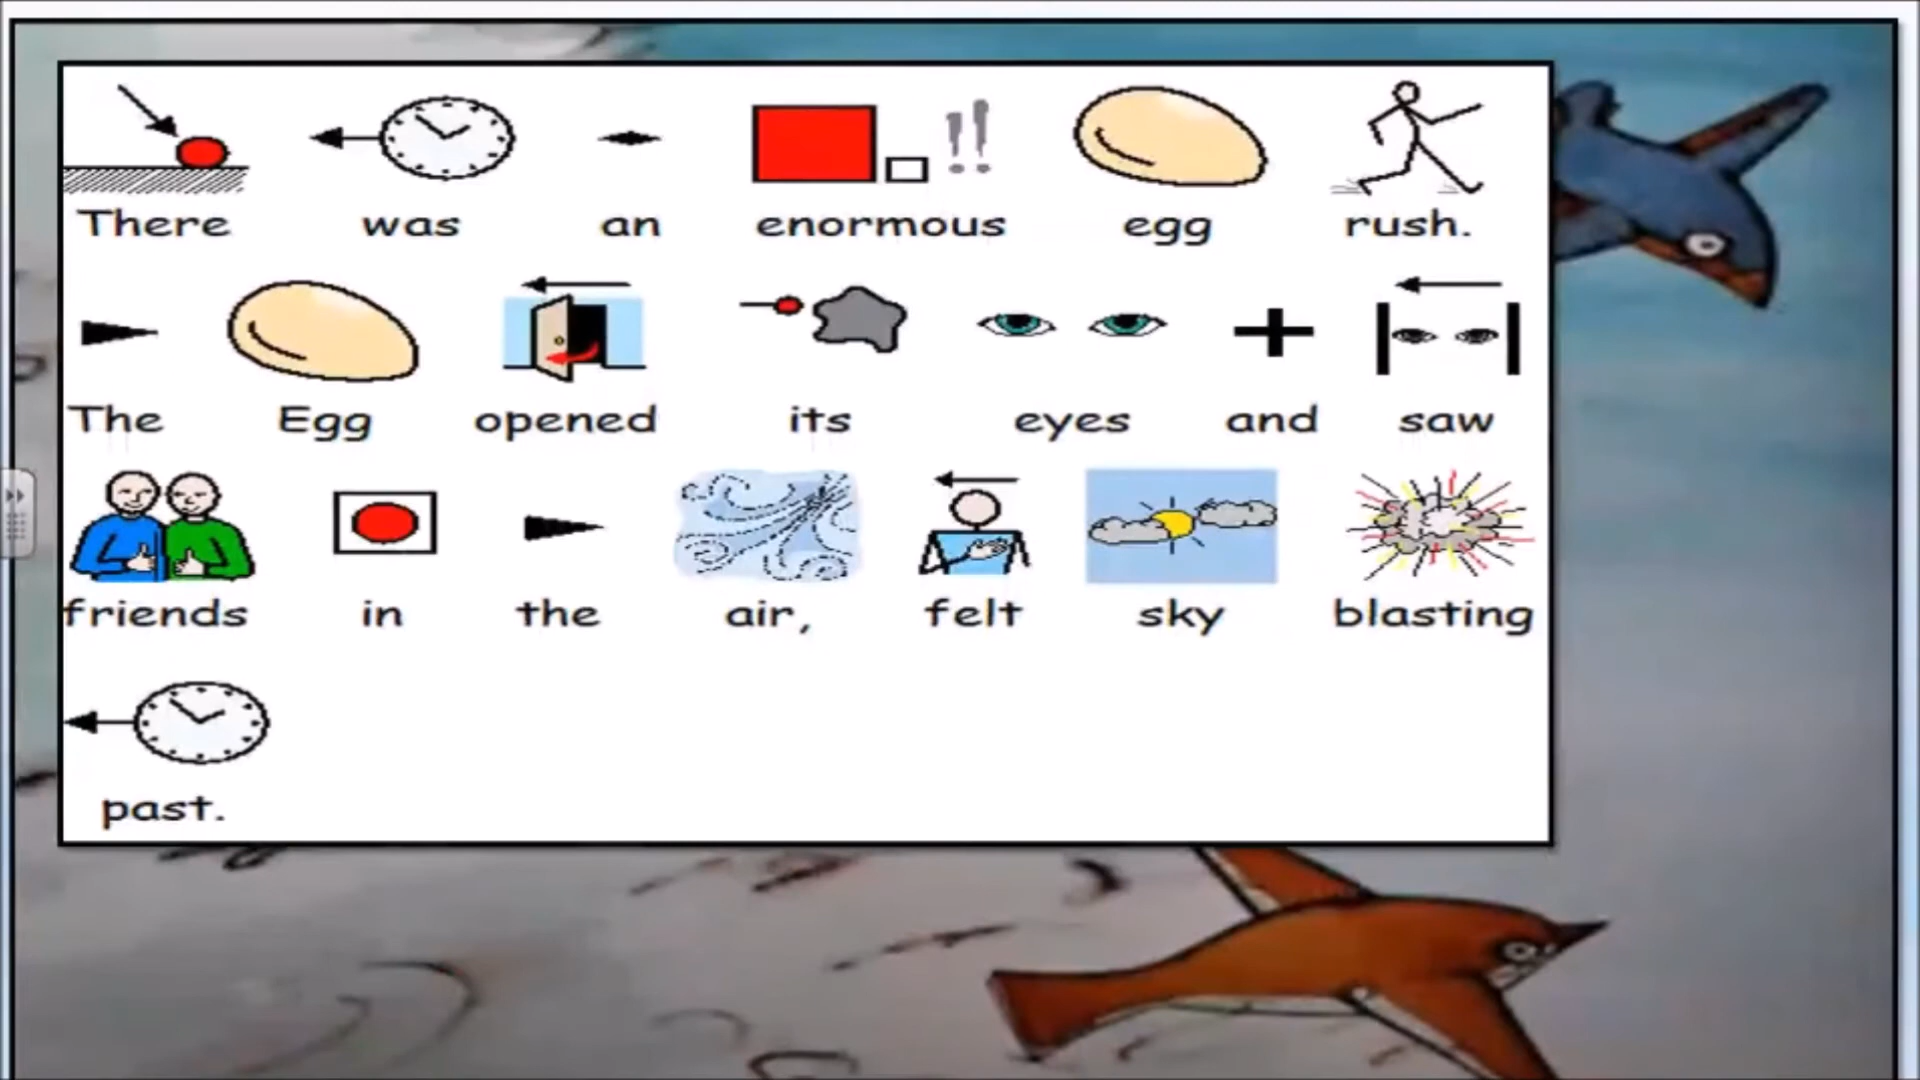 There was an enormous egg rush.
The Egg opened its eyes and saw
friends in the air, felt sky blasting
past.